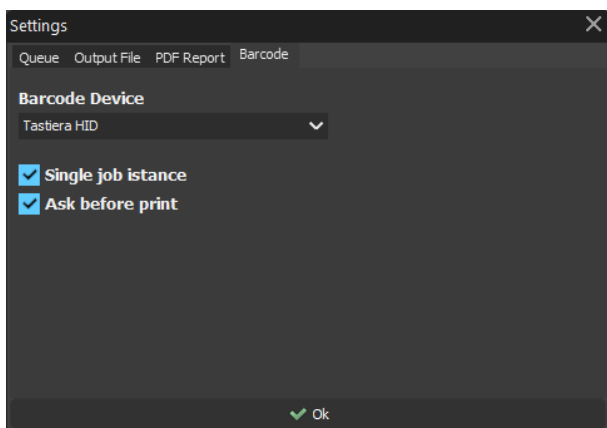 Settings
Queue Output File PDF Report Barcode
Barcode Device
Tastiera HID
Single job istance
Ask before print
Ok